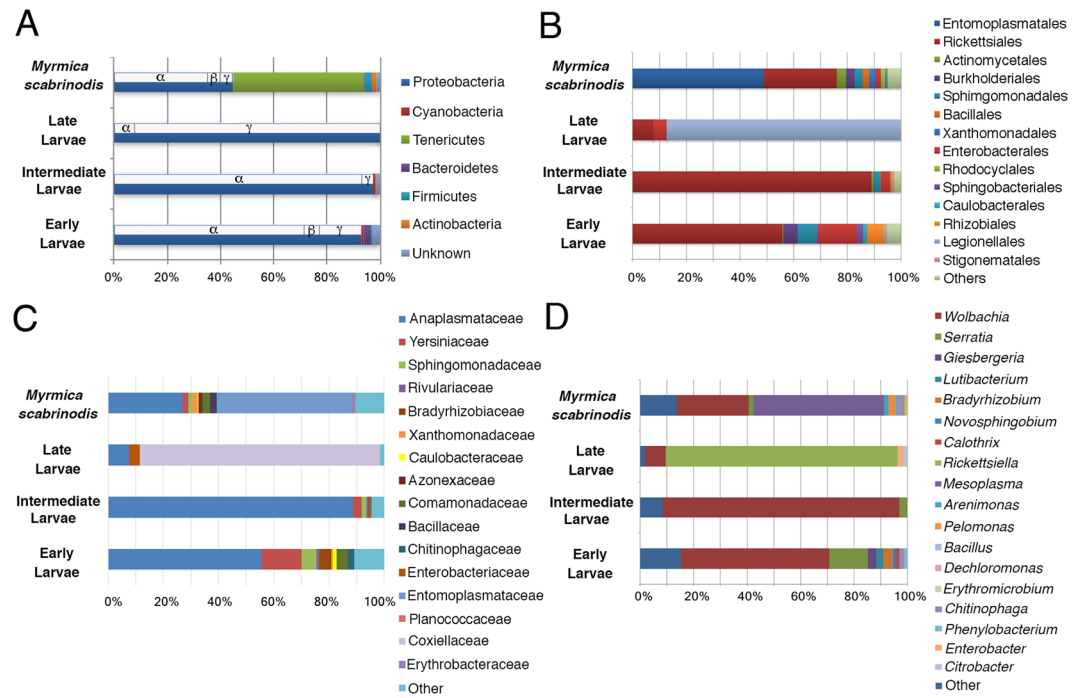 A
Myrmica
scabrinodis
Late
Larvae
Intermediate
Larvae
Early
Larvae
α
β
γ
α
γ
α
γ
α
β
γ
0%
20%
40%
60%
80%
100%
Proteobacteria
Cyanobacteria
Tenericutes
Bacteroidetes
Firmicutes
Actinobacteria
Unknown
B
Myrmica
scabrinodis
Late
Larvae
Intermediate
Larvae
Early
Larvae
0%
20%
40%
60%
80%
100%
Entomoplasmatales
Rickettsiales
Actinomycetales
Burkholderiales
Sphimgomonadales
Bacillales
Xanthomonadales
Enterobacterales
Rhodocyclales
Sphingobacteriales
Caulobacterales
Rhizobiales
Legionellales
Stigonematales
Others
C
Myrmica
scabrinodis
Late
Larvae
Intermediate
Larvae
Early
Larvae
0%
20%
40%
60%
80%
100%
Anaplasmataceae
Yersiniaceae
Sphingomonadaceae
Rivulariaceae
Bradyrhizobiaceae
Xanthomonadaceae
Caulobacteraceae
Azonexaceae
Comamonadaceae
Bacillaceae
Chitinophagaceae
Enterobacteriaceae
Entomoplasmataceae
Planococcaceae
Coxiellaceae
Erythrobacteraceae
Other
D
Myrmica
scabrinodis
Late
Larvae
Intermediate
Larvae
Early
Larvae
0%
20%
40%
60%
80%
100%
Wolbachia
Serratia
Giesbergeria
Lutibacterium
Bradyrhizobium
Novosphingobium
Calothrix
Rickettsiella
Mesoplasma
Arenimonas
Pelomonas
Bacillus
Dechloromonas
Erythromicrobium
Chitinophaga
Phenylobacterium
Enterobacter
Citrobacter
Other